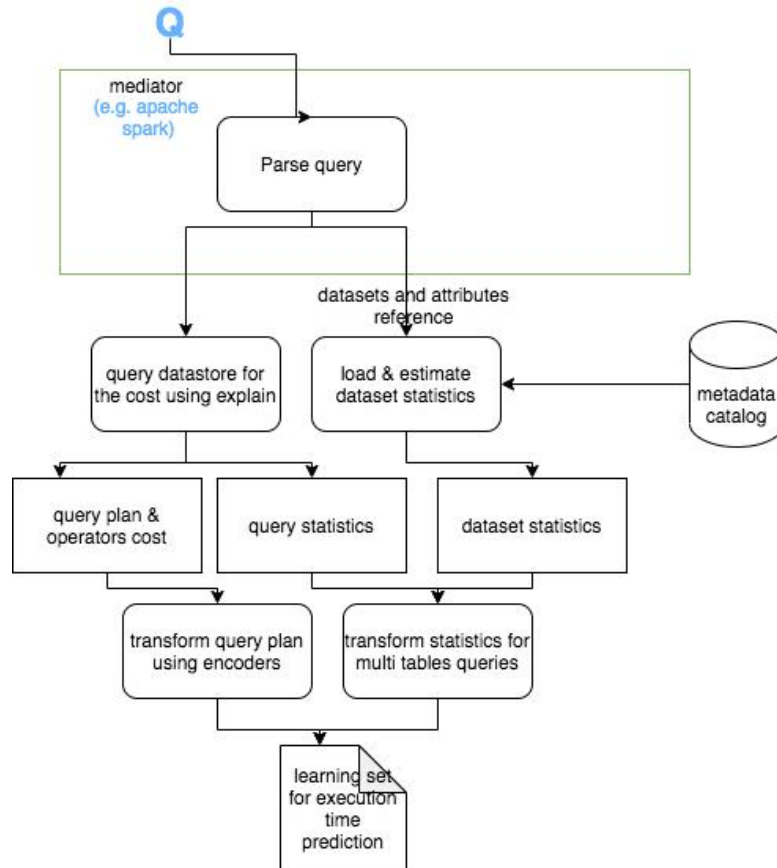 Q
mediator
(e.g. apache
spark)
Parse query
datasets and attributes
reference
query datastore for
the cost using explain
load & estimate
dataset statistics
metadata
catalog
query plan &
operators cost
query statistics
dataset statistics
transform query plan
using encoders
transform statistics for
multi tables queries
learning set
for execution
time
prediction